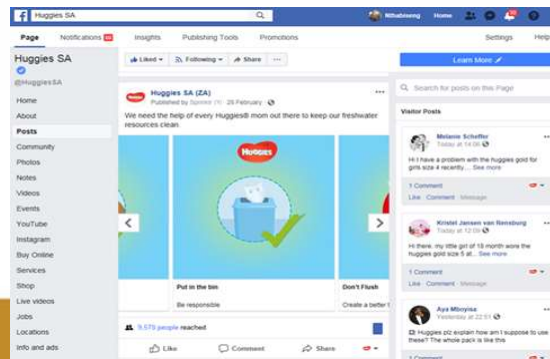 Huggies SA
Nthabiseng Home
Page Notifications Insights Publishing Tools Promotions Settings Help
Huggies SA
@HuggiesSA
Home
About
Posts
Community
Photos
Notes
Videos
Events
YouTube
Instagram
Buy Online
Services
Shop
Live videos
Jobs
Locations
Info and ads
Liked Following Share
Huggies SA (ZA)
Published by Sprinklr 26 February
We need the help of every Huggies® mom out there to keep our freshwater
resources clean
HUGGIES
Put in the bin
Be responsible
Don't Flush
Create a better
9,575 people reached
Like Comment Share
Learn More
Search for posts on this Page
Visitor Posts
Melanie Scheffer
Today at 14:06
Hi I have a problem with the huggies gold for
girls size 4 recently.... See more
1 Comment
Like Comment Message
Kristel Jansen van Rensburg
Today at 12:09
Hi there. my little girl of 18 month wore the
huggies gold size 5 at... See more
1 Comment
Like Comment Message
Aya Mboyisa
Yesterday at 22:51
Huggies plz explain how am I suppose to use
these? The whole pack is like this
1 Comment